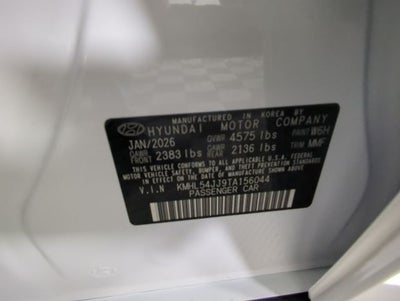 MANUFACTURED IN KOREA BY
HYUNDAI MOTOR COMPANY
JAN/2026 GVWR 4575 lbs PAINT W6H
GAWR FRONT 2383 lbs GAWR REAR 2136 lbs TRIM MMF
THIS VEHICLE CONFORMS TO ALL APPLICABLE U.S.A. FEDERAL
MOTOR VEHICLE SAFETY, BUMPER, AND THEFT PREVENTION STANDARDS
IN EFFECT ON THE DATE OF MANUFACTURE SHOWN ABOVE.
V.I.N KMHL54JJ9TA156044
PASSENGER CAR